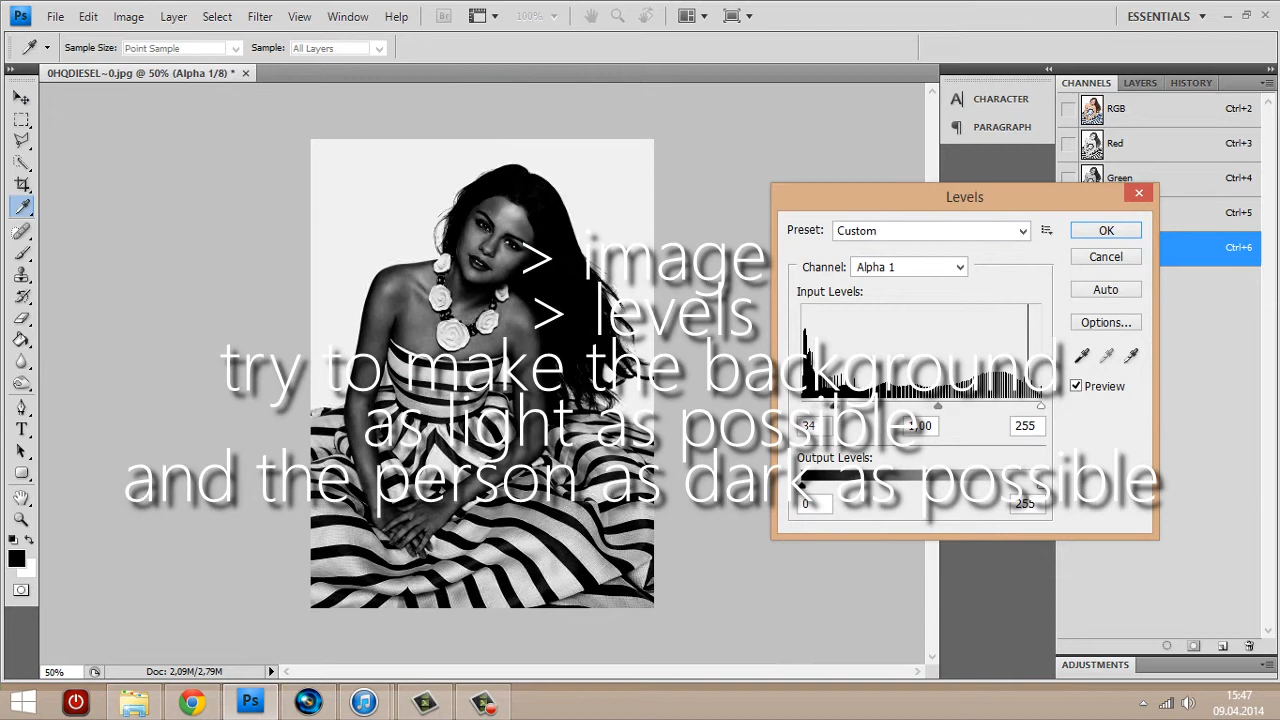 Ps File Edit Image Layer Select Filter View Window Help Br 100% ESSENTIALS
Sample Size: Point Sample Sample: All Layers
0HQDIESEL~0.jpg @ 50% (Alpha 1/8) *
CHANNELS LAYERS HISTORY
A CHARACTER
PARAGRAPH
RGB Ctrl+2
Red Ctrl+3
Green Ctrl+4
Ctrl+5
Ctrl+6
Levels
Preset: Custom
OK
Channel: Alpha 1
Cancel
Input Levels:
Auto
Options...
Preview
34 1,00 255
Output Levels:
0 255
> image
> levels
try to make the background
as light as possible
and the person as dark as possible
T
50% Doc: 2,09M/2,79M
ADJUSTMENTS
Ps
15:47
09.04.2014